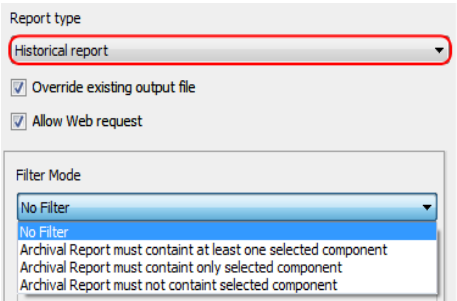 Report type
Historical report
Override existing output file
Allow Web request
Filter Mode
No Filter
No Filter
Archival Report must containt at least one selected component
Archival Report must containt only selected component
Archival Report must not containt selected component